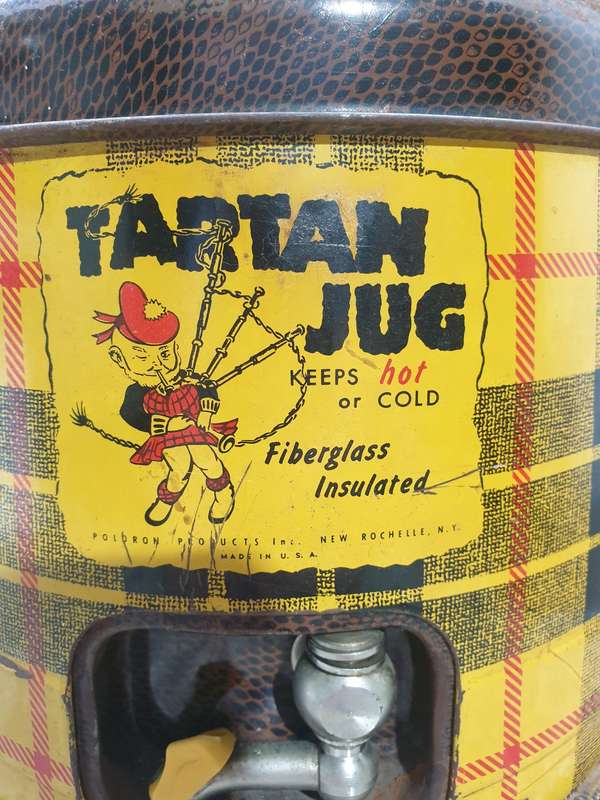 TARTAN
JUG
KEEPS hot
or COLD
Fiberglass
Insulated
POLORON PRODUCTS Inc. NEW ROCHELLE, N.Y.
MADE IN U.S.A.